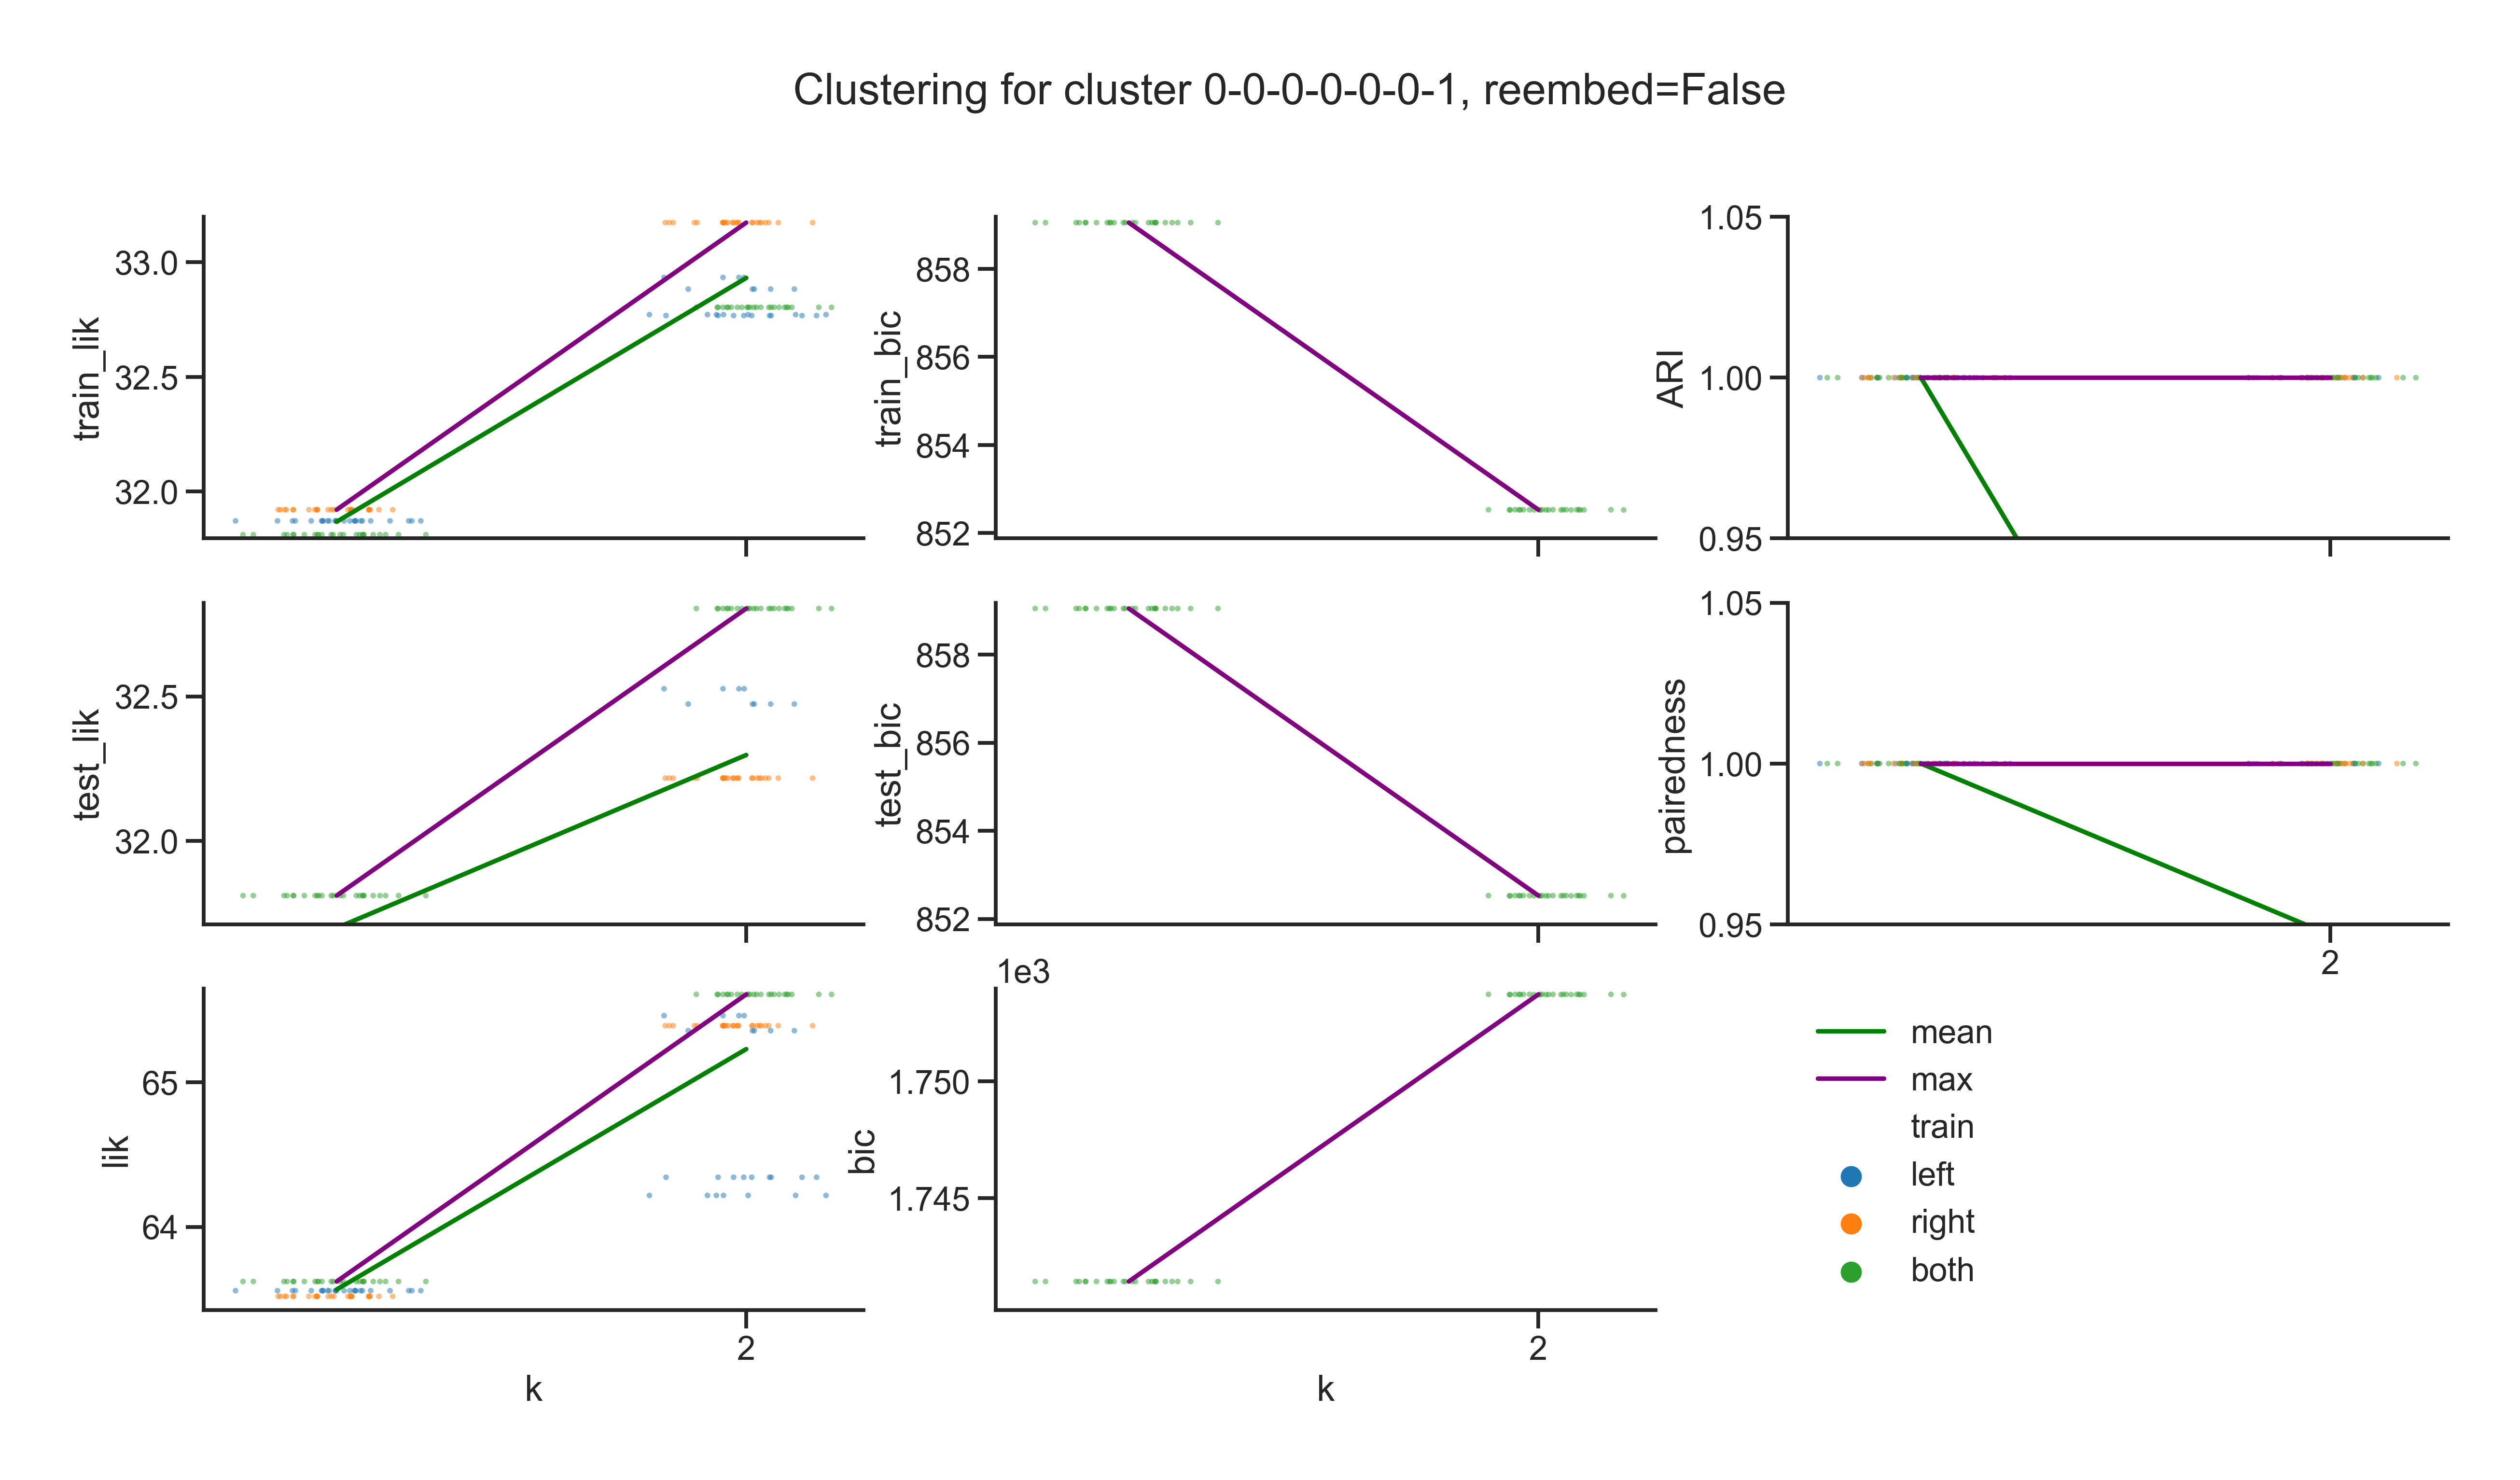 Clustering for cluster 0-0-0-0-0-0-1, reembed=False
train_lik
33.0
32.5
32.0
train_bic
858
856
854
852
ARI
1.05
1.00
0.95
test_lik
32.5
32.0
test_bic
858
856
854
852
pairedness
1.05
1.00
0.95
2
lik
65
64
2
k
1e3
bic
1.750
1.745
2
k
mean
max
train
left
right
both